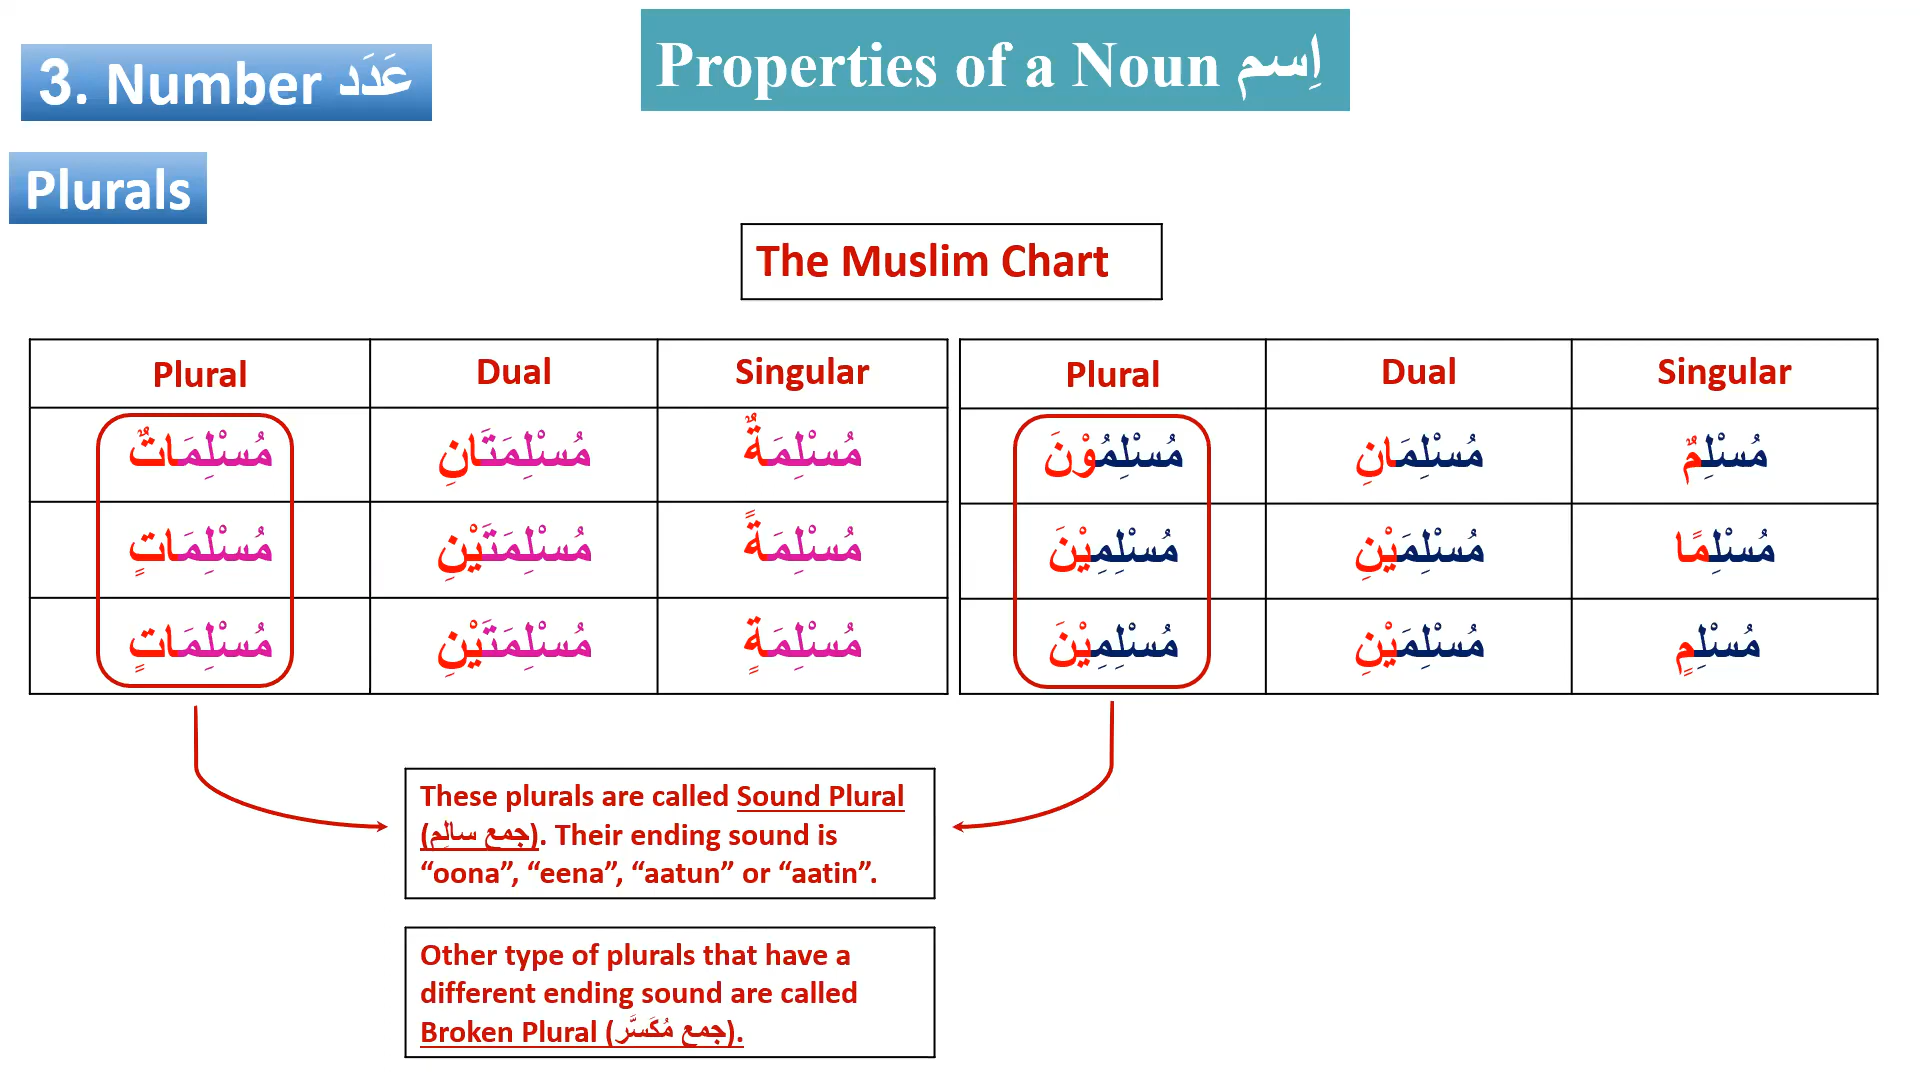 Properties of a Noun اِسم
3. Number عَدَد
Plurals
The Muslim Chart
Plural Dual Singular Plural Dual Singular
مُسْلِمَاتٌ مُسْلِمَتَانِ مُسْلِمَةٌ مُسْلِمُوْنَ مُسْلِمَانِ مُسْلِمٌ
مُسْلِمَاتٍ مُسْلِمَتَيْنِ مُسْلِمَةً مُسْلِمِيْنَ مُسْلِمَيْنِ مُسْلِمًا
مُسْلِمَاتٍ مُسْلِمَتَيْنِ مُسْلِمَةٍ مُسْلِمِيْنَ مُسْلِمَيْنِ مُسْلِمٍ
These plurals are called Sound Plural
(جمع سالِم). Their ending sound is
“oona”, “eena”, “aatun” or “aatin”.
Other type of plurals that have a
different ending sound are called
Broken Plural (جمع مُكَسَّر).